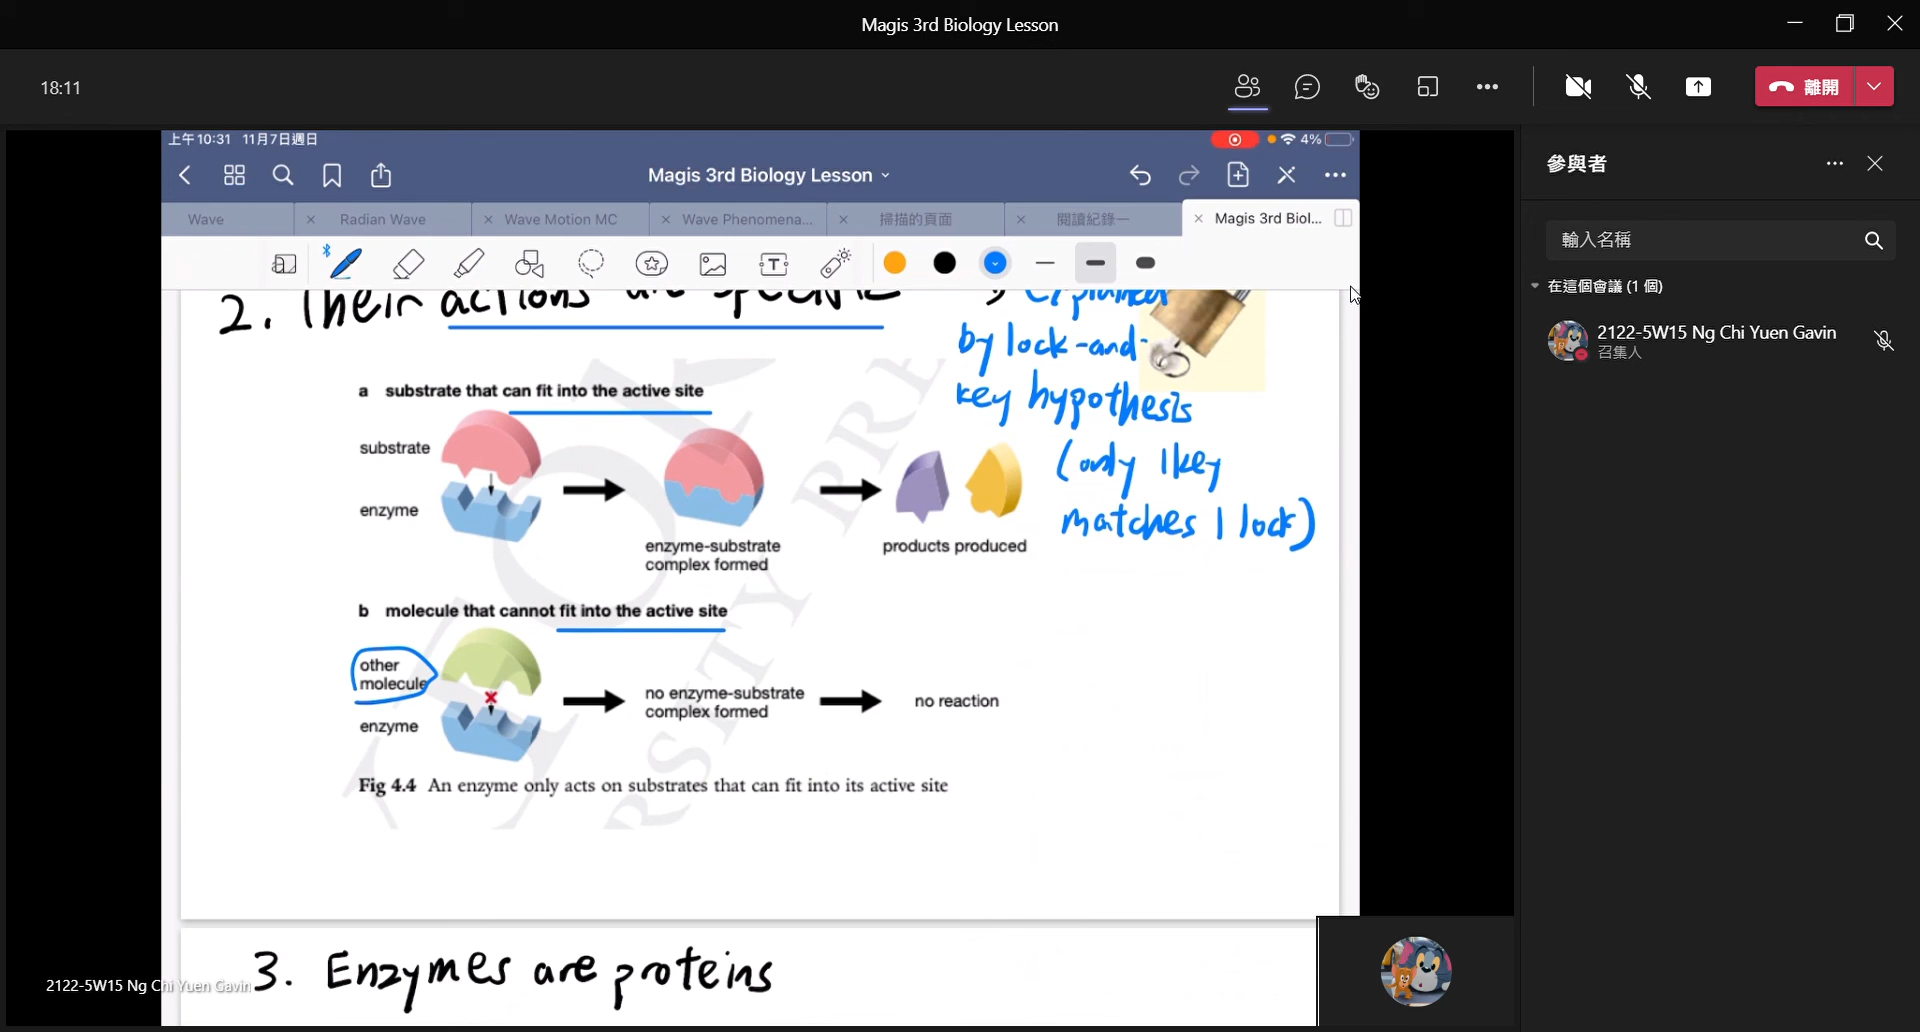 Magis 3rd Biology Lesson
18:11
離開
上午10:31 11月7日週日
4%
Magis 3rd Biology Lesson
Wave
Radian Wave
Wave Motion MC
Wave Phenomena...
掃描的頁面
閱讀紀錄一
Magis 3rd Biol...
2. Their actions are specific
explained
by lock-and-
key hypothesis
(only 1 key
matches 1 lock)
a substrate that can fit into the active site
substrate
enzyme
enzyme-substrate
complex formed
products produced
b molecule that cannot fit into the active site
other
molecule
enzyme
no enzyme-substrate
complex formed
no reaction
Fig 4.4 An enzyme only acts on substrates that can fit into its active site
3. Enzymes are proteins
2122-5W15 Ng Chi Yuen Gavin
參與者
輸入名稱
在這個會議 (1 個)
2122-5W15 Ng Chi Yuen Gavin
召集人